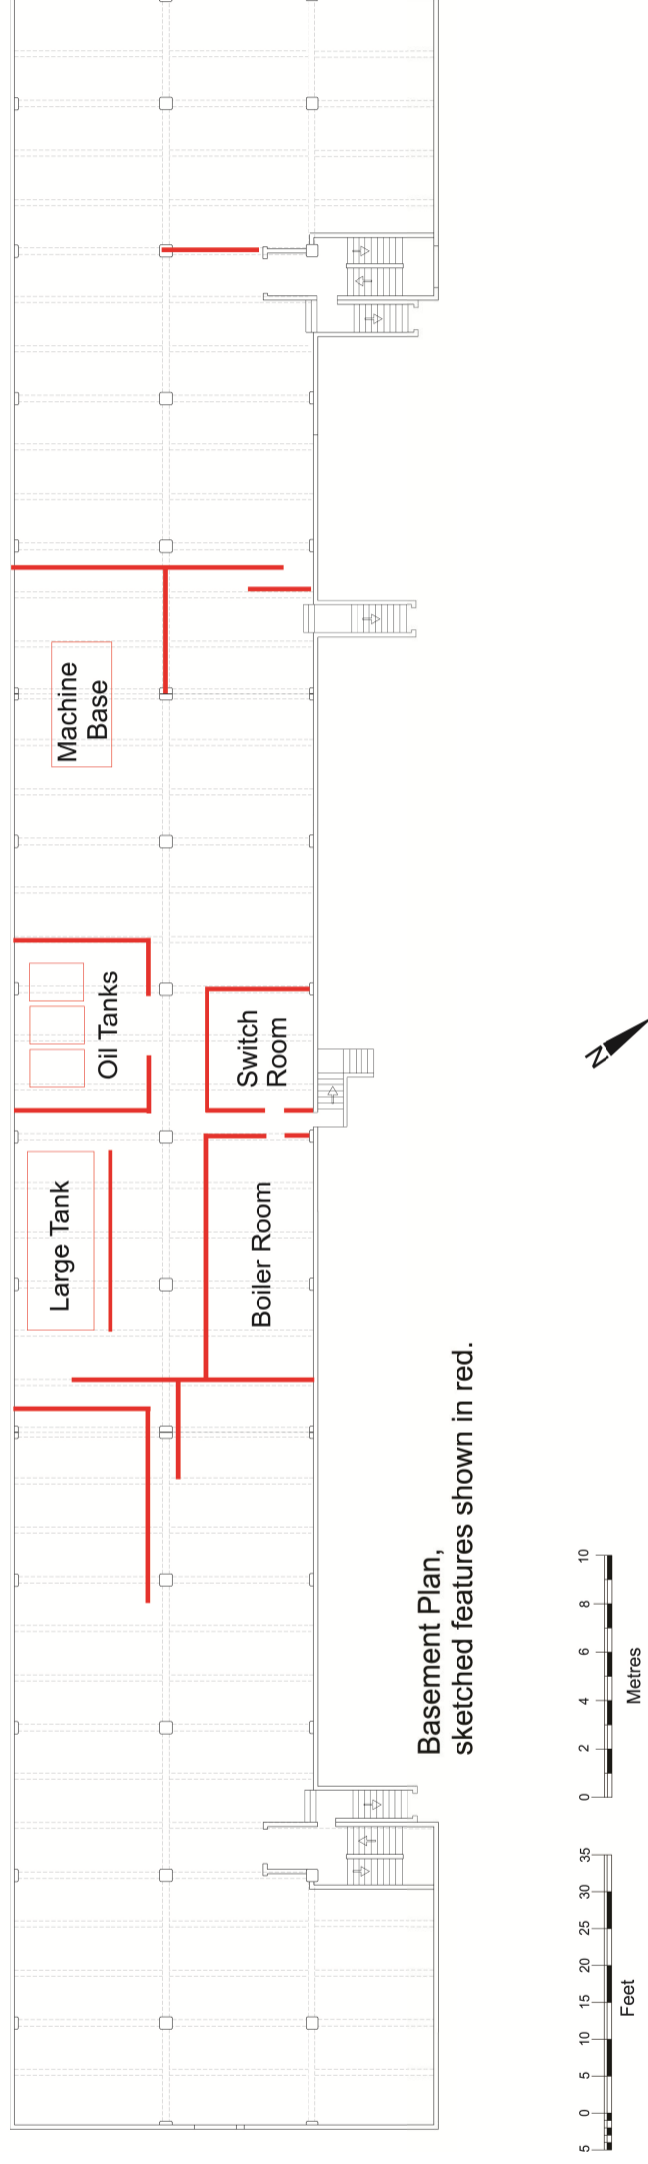 Machine
Base
Oil Tanks
Switch
Room
Large Tank
Boiler Room
N
Basement Plan,
sketched features shown in red.
0 2 4 6 8 10
Metres
5 0 5 10 15 20 25 30 35
Feet